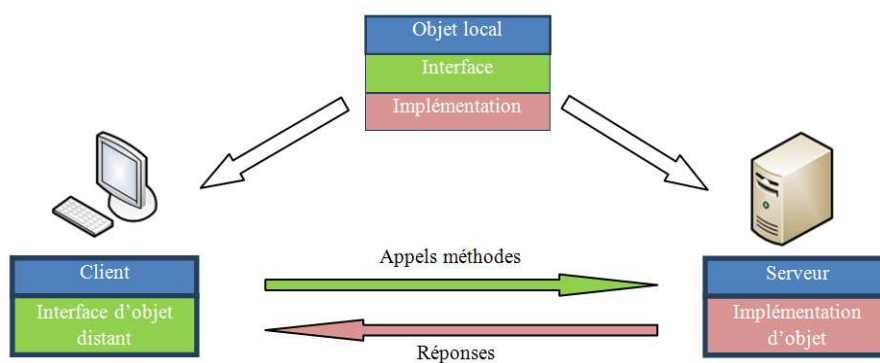 Objet local
Interface
Implémentation
Client
Interface d'objet
distant
Appels méthodes
Réponses
Serveur
Implémentation
d'objet